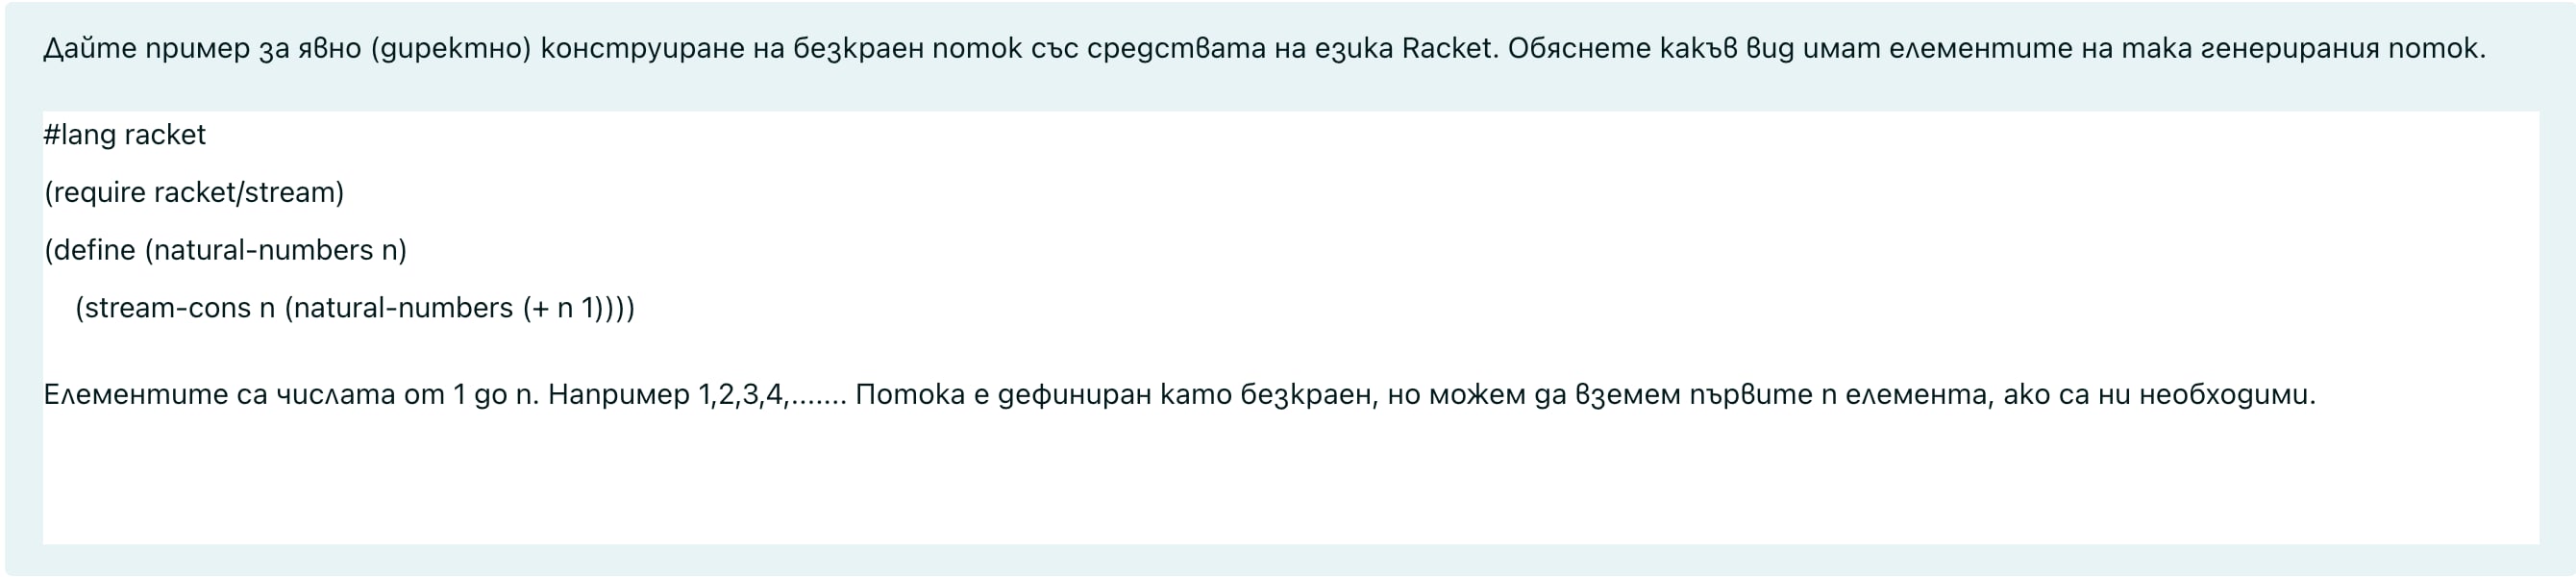 Дайте пример за явно (директно) конструиране на безкраен поток със средствата на езика Racket. Обяснете какъв вид имат елементите на така генерирания поток.
#lang racket
(require racket/stream)
(define (natural-numbers n)
(stream-cons n (natural-numbers (+ n 1))))
Елементите са числата от 1 до n. Например 1,2,3,4,....... Потока е дефиниран като безкраен, но можем да вземем първите n елемента, ако са ни необходими.